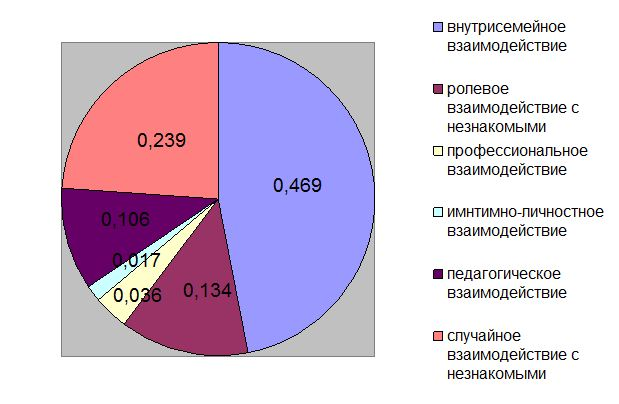 0,469
0,134
0,036
0,017
0,106
0,239
внутрисемейное
взаимодействие
ролевое
взаимодействие с
незнакомыми
профессиональное
взаимодействие
имнтимно-личностное
взаимодействие
педагогическое
взаимодействие
случайное
взаимодействие с
незнакомыми